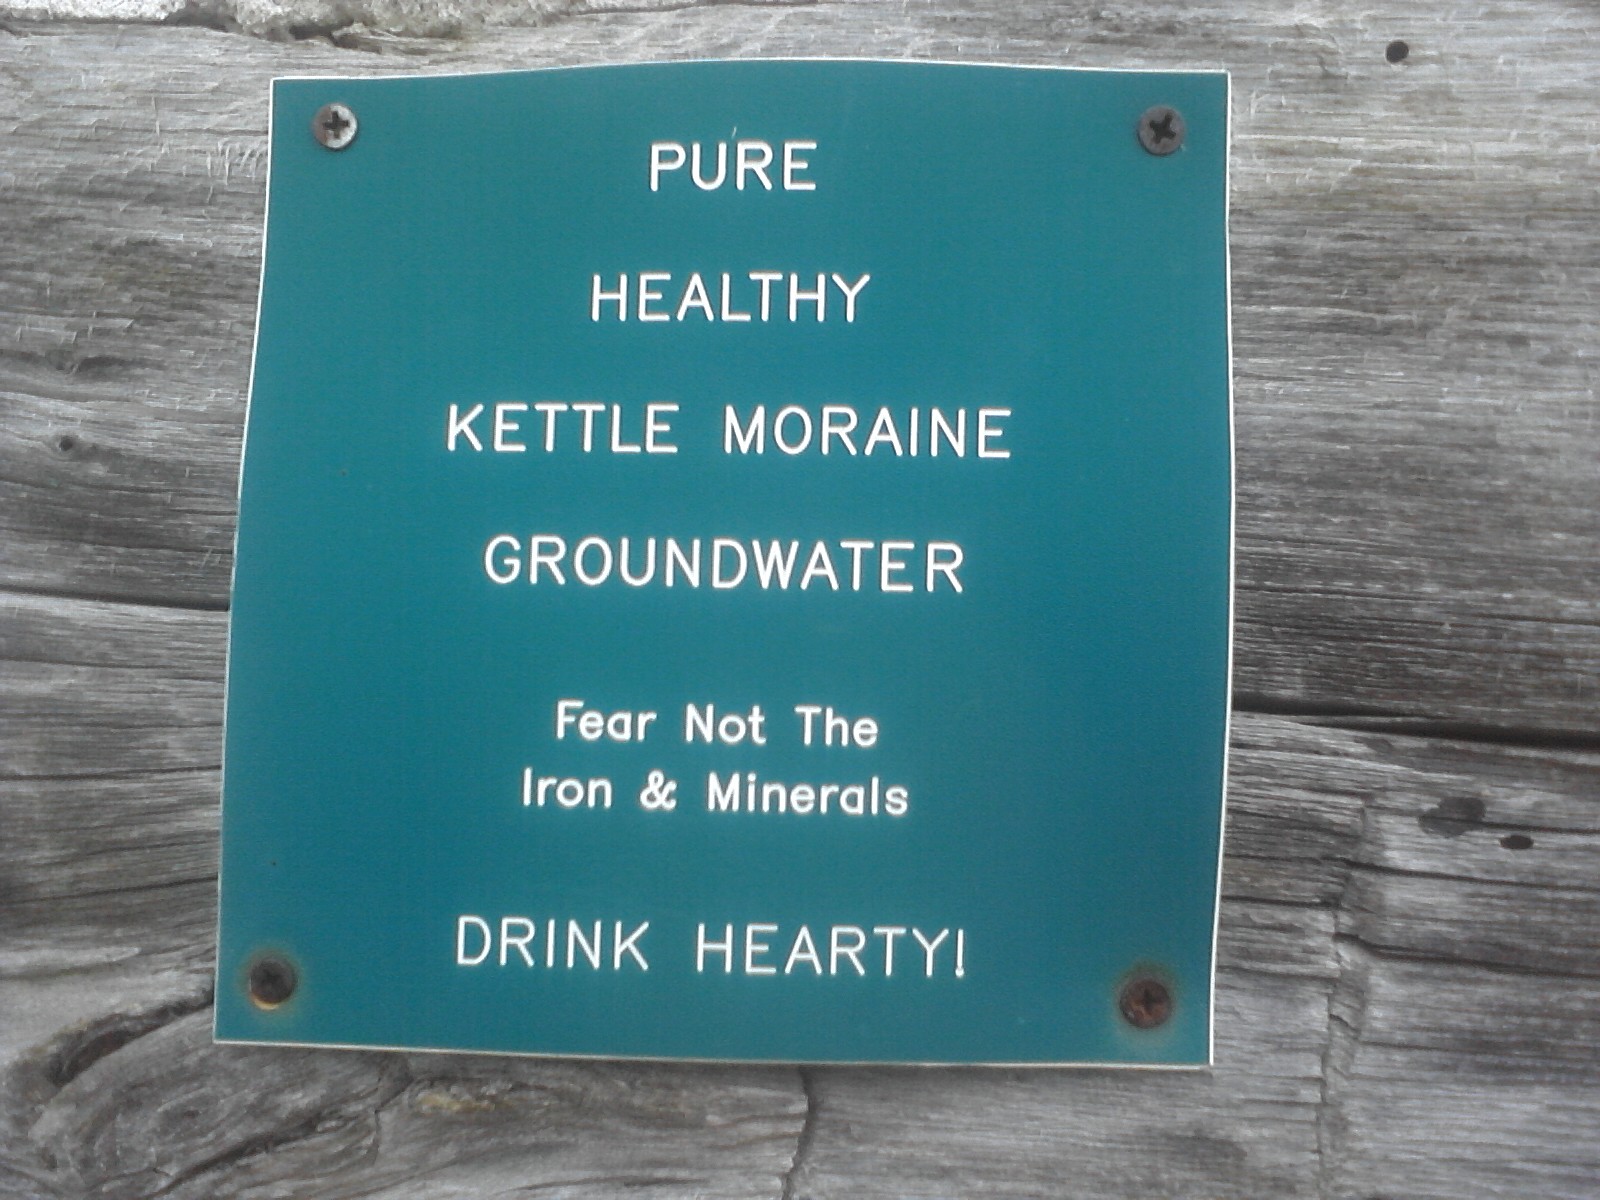 PURE
HEALTHY
KETTLE MORAINE
GROUNDWATER
Fear Not The
Iron & Minerals
DRINK HEARTY!